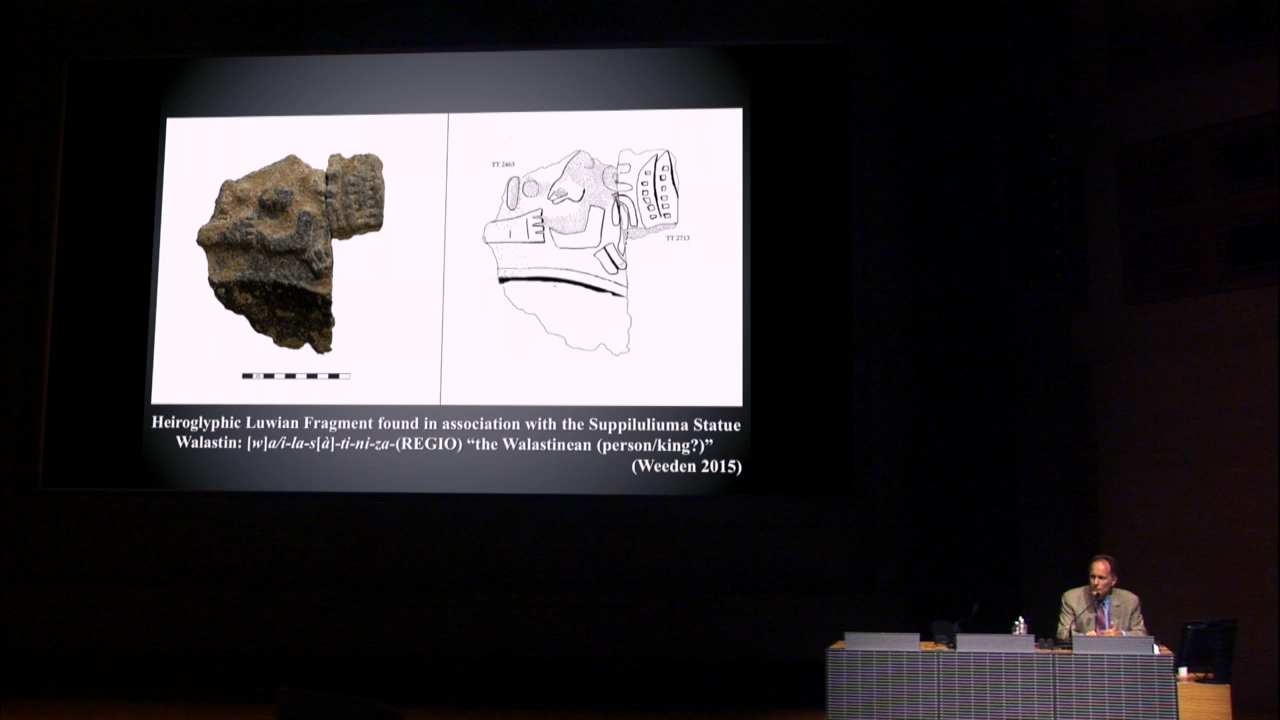 TT 2463
TT 2713
Heiroglyphic Luwian Fragment found in association with the Suppiluliuma Statue
Walastin: [w]a/i-la-s[à]-ti-ni-za-(REGIO) “the Walastinean (person/king?)”
(Weeden 2015)